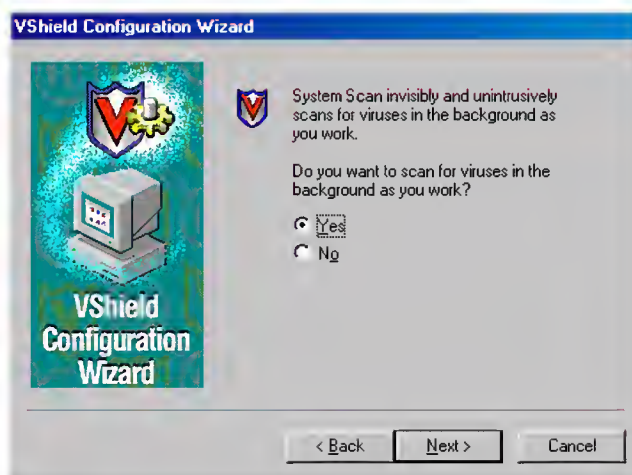 VShield Configuration Wizard
System Scan invisibly and unintrusively
scans for viruses in the background as
you work.
Do you want to scan for viruses in the
background as you work?
Yes
No
V
V
VShield
Configuration
Wizard
< Back
Next >
Cancel